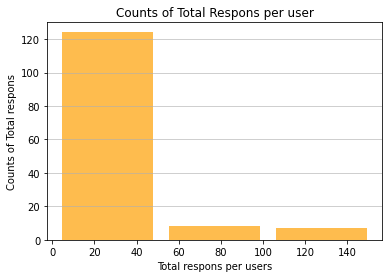 Counts of Total Respons per user
Counts of Total respons
120
100
80
60
40
20
0
0 20 40 60 80 100 120 140
Total respons per users